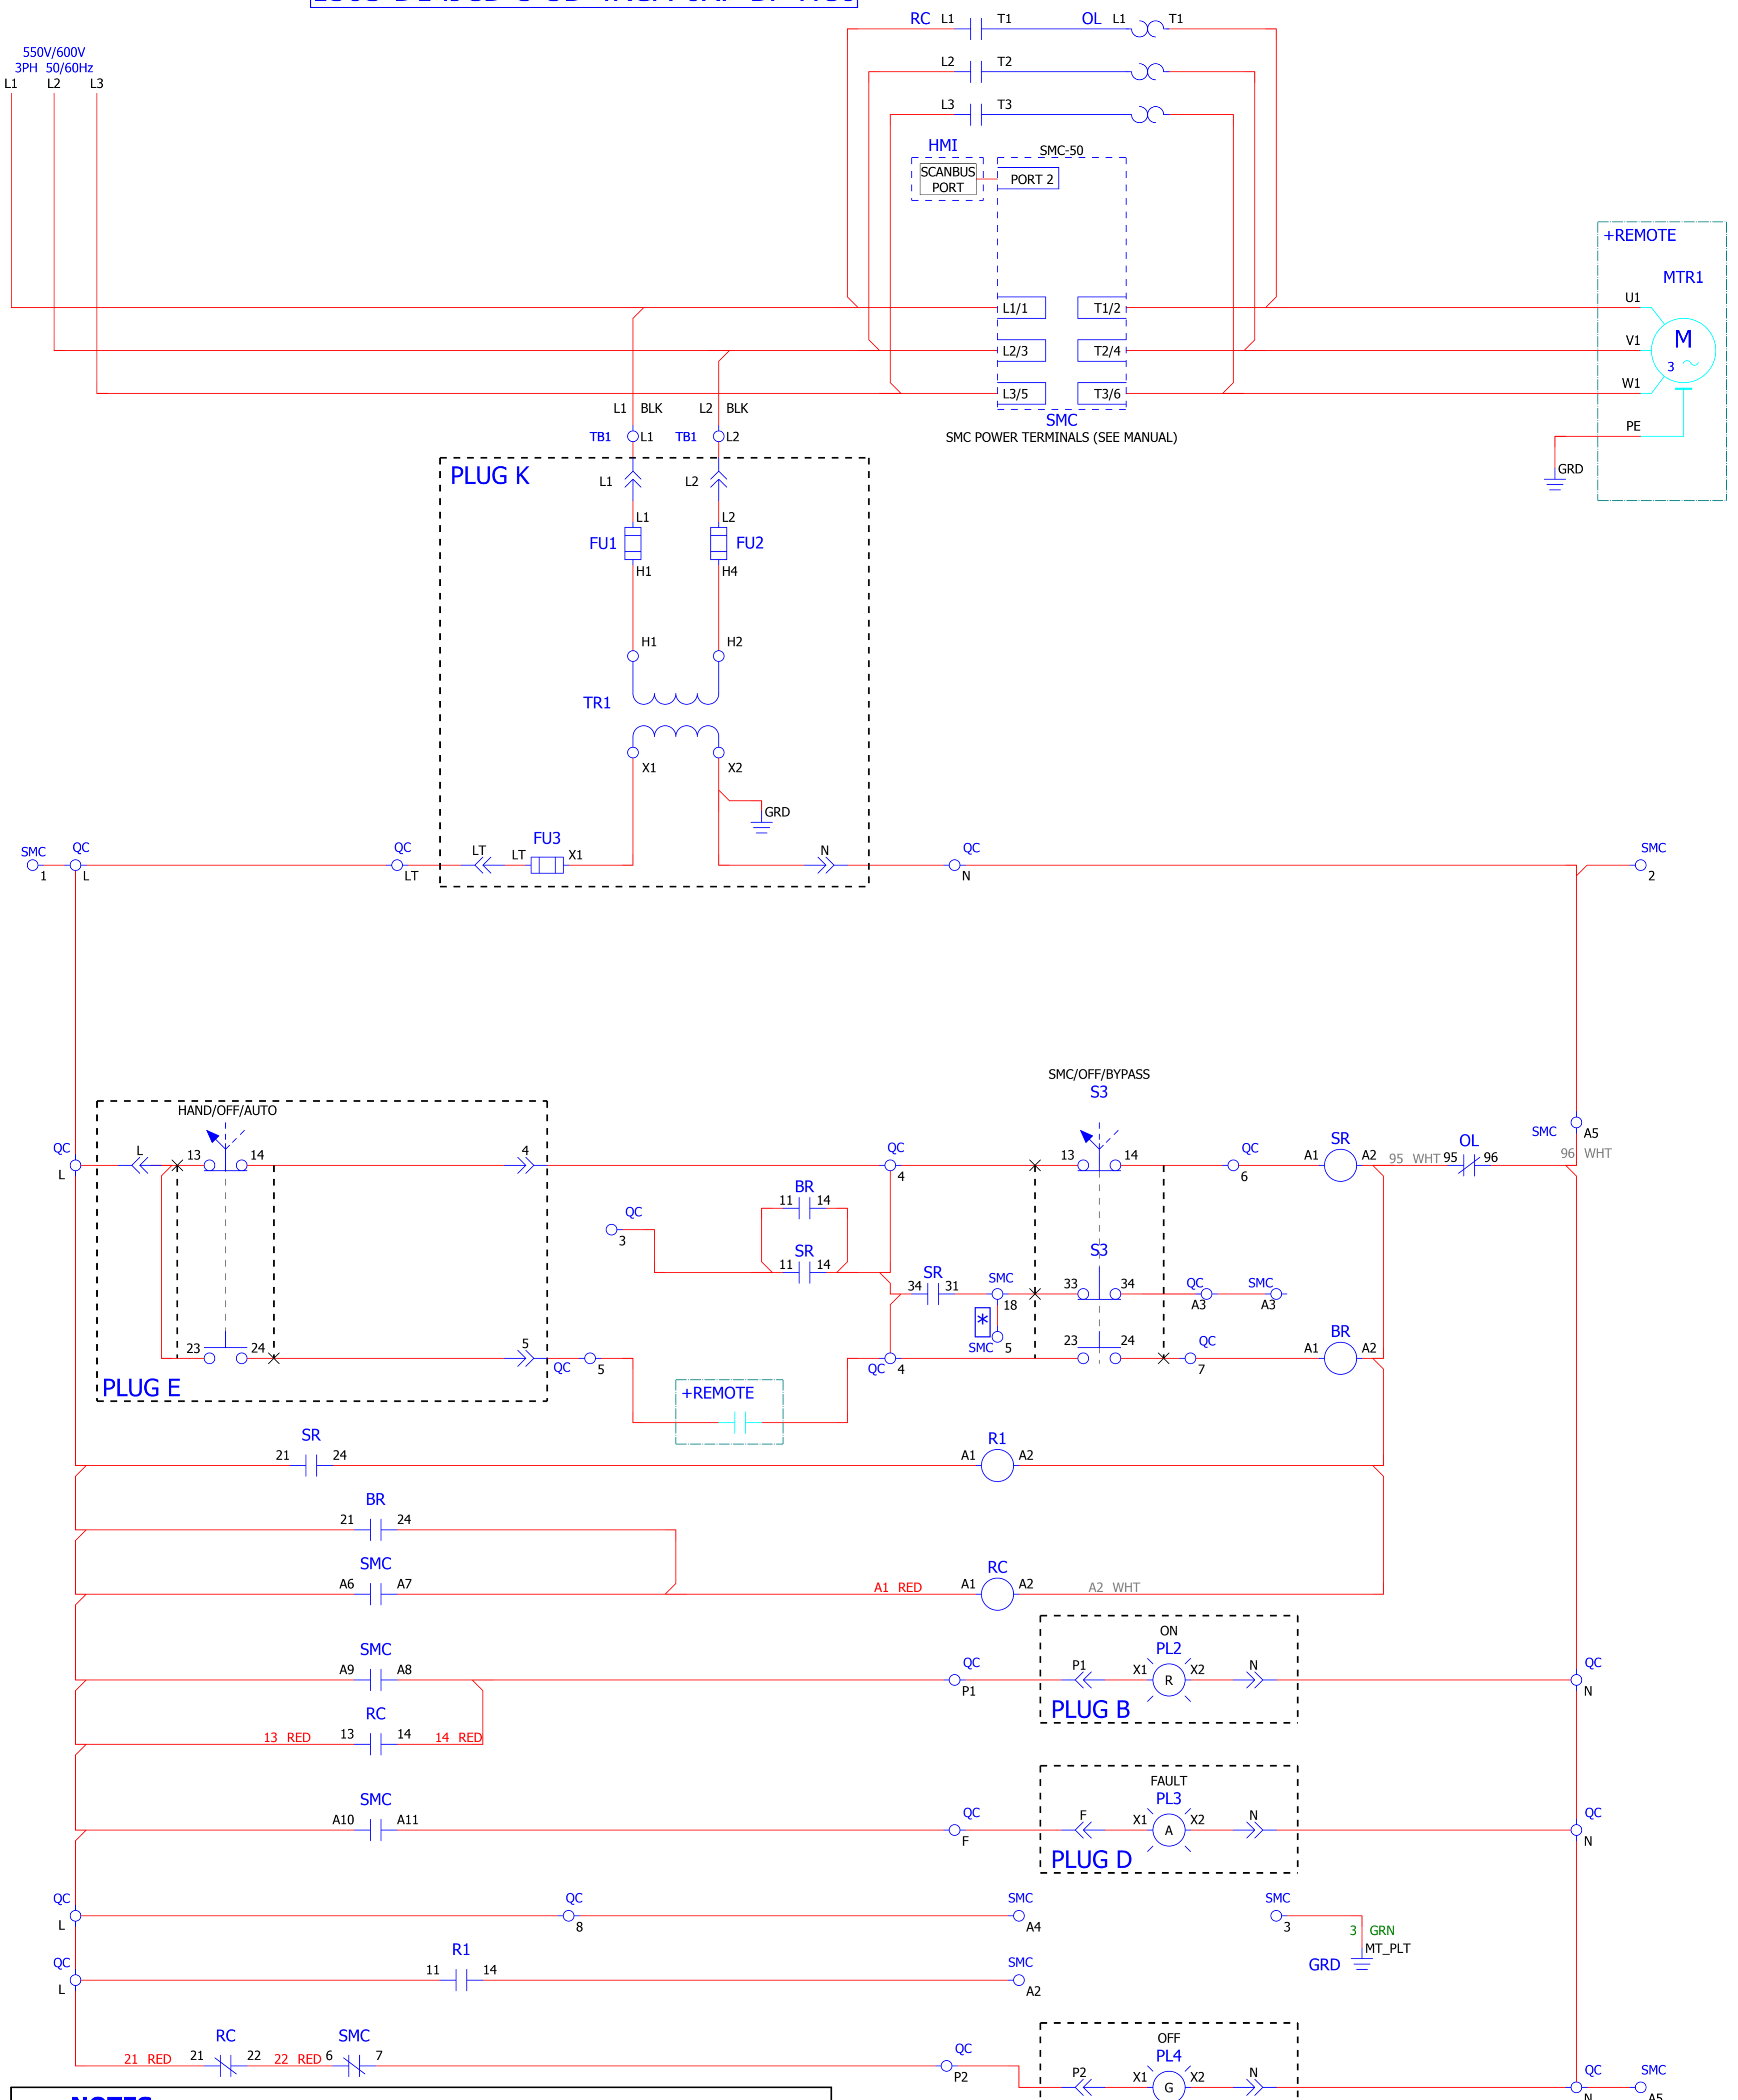 RC L1 T1 OL L1 T1
550V/600V
3PH 50/60Hz
L1 L2 L3
L2 T2
L3 T3
HMI
SMC-50
SCANBUS
PORT
PORT 2
+REMOTE
MTR1
L1/1 T1/2 U1
M
3
L2/3 T2/4 V1
L3/5 T3/6 W1
SMC
SMC POWER TERMINALS (SEE MANUAL)
PE
GRD
L1 BLK L2 BLK
TB1 L1 TB1 L2
PLUG K
L1 L2
L1 L2
FU1 FU2
H1 H4
H1 H2
TR1
X1 X2
GRD
SMC QC QC LT LT FU3 X1 N QC SMC
1 L LT N 2
SMC/OFF/BYPASS
S3
HAND/OFF/AUTO
QC L 13 14 4 QC 13 14 QC SR OL SMC A5
L 4 6 A1 A2 95 WHT 95 96 96 WHT
BR
11 14
QC
3
SR
11 14
S3
SR
34 31 SMC 33 34 QC SMC
18 A3 A3
*
SMC 5
BR
23 24 5 QC 5 QC 4 23 24 QC 7 A1 A2
PLUG E
+REMOTE
SR
21 24
R1
A1 A2
BR
21 24
SMC
A6 A7
RC
A1 RED A1 A2 A2 WHT
ON
SMC
A9 A8
QC
P1
P1 PL2 X1 R X2 N
QC
N
PLUG B
RC
13 RED 13 14 14 RED
FAULT
SMC
A10 A11
QC
F
F PL3 X1 A X2 N
QC
N
PLUG D
QC QC SMC SMC
L 8 A4 3
3 GRN
MT_PLT
GRD
QC R1 SMC
L 11 14 A2
OFF
RC SMC
21 RED 21 22 22 RED 6 7
QC
P2
P2 PL4 X1 G X2 N
QC SMC